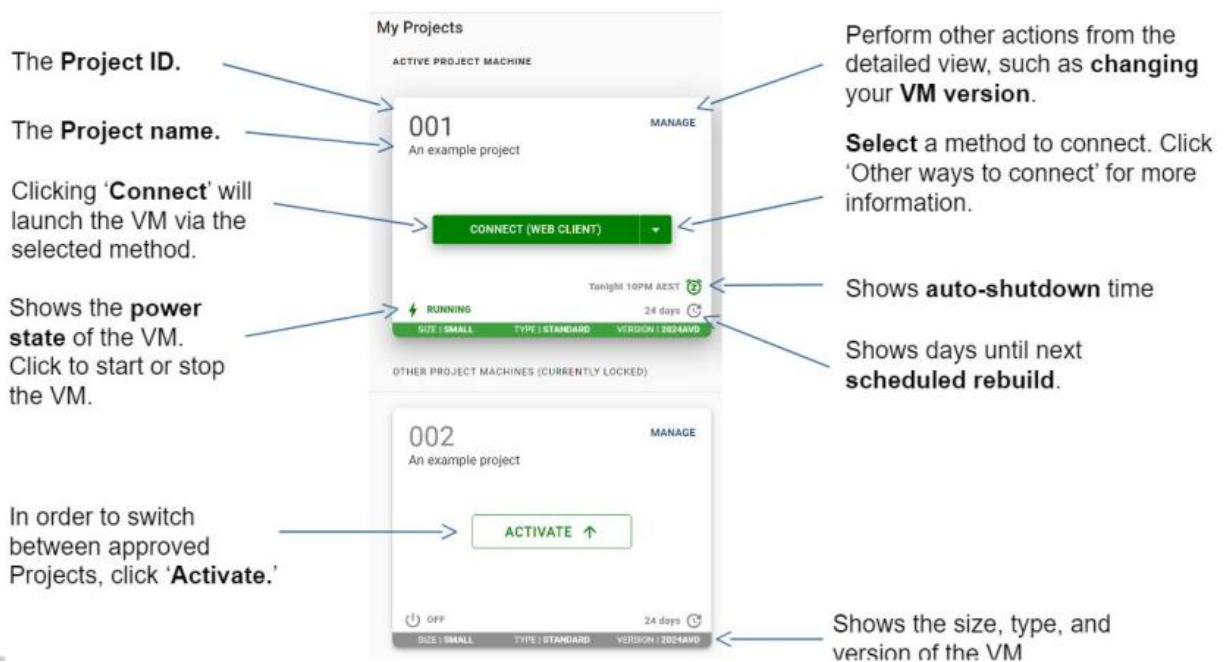 My Projects
ACTIVE PROJECT MACHINE
The Project ID.
The Project name.
Clicking ‘Connect’ will
launch the VM via the
selected method.
Shows the power
state of the VM.
Click to start or stop
the VM.
In order to switch
between approved
Projects, click ‘Activate.’
001
MANAGE
An example project
CONNECT (WEB CLIENT)
Tonight 10PM AEST
RUNNING
24 days
SIZE | SMALL TYPE | STANDARD VERSION | 2024AVD
OTHER PROJECT MACHINES (CURRENTLY LOCKED)
002
MANAGE
An example project
ACTIVATE
OFF
24 days
SIZE | SMALL TYPE | STANDARD VERSION | 2024AVD
Perform other actions from the
detailed view, such as changing
your VM version.
Select a method to connect. Click
‘Other ways to connect’ for more
information.
Shows auto-shutdown time
Shows days until next
scheduled rebuild.
Shows the size, type, and
version of the VM